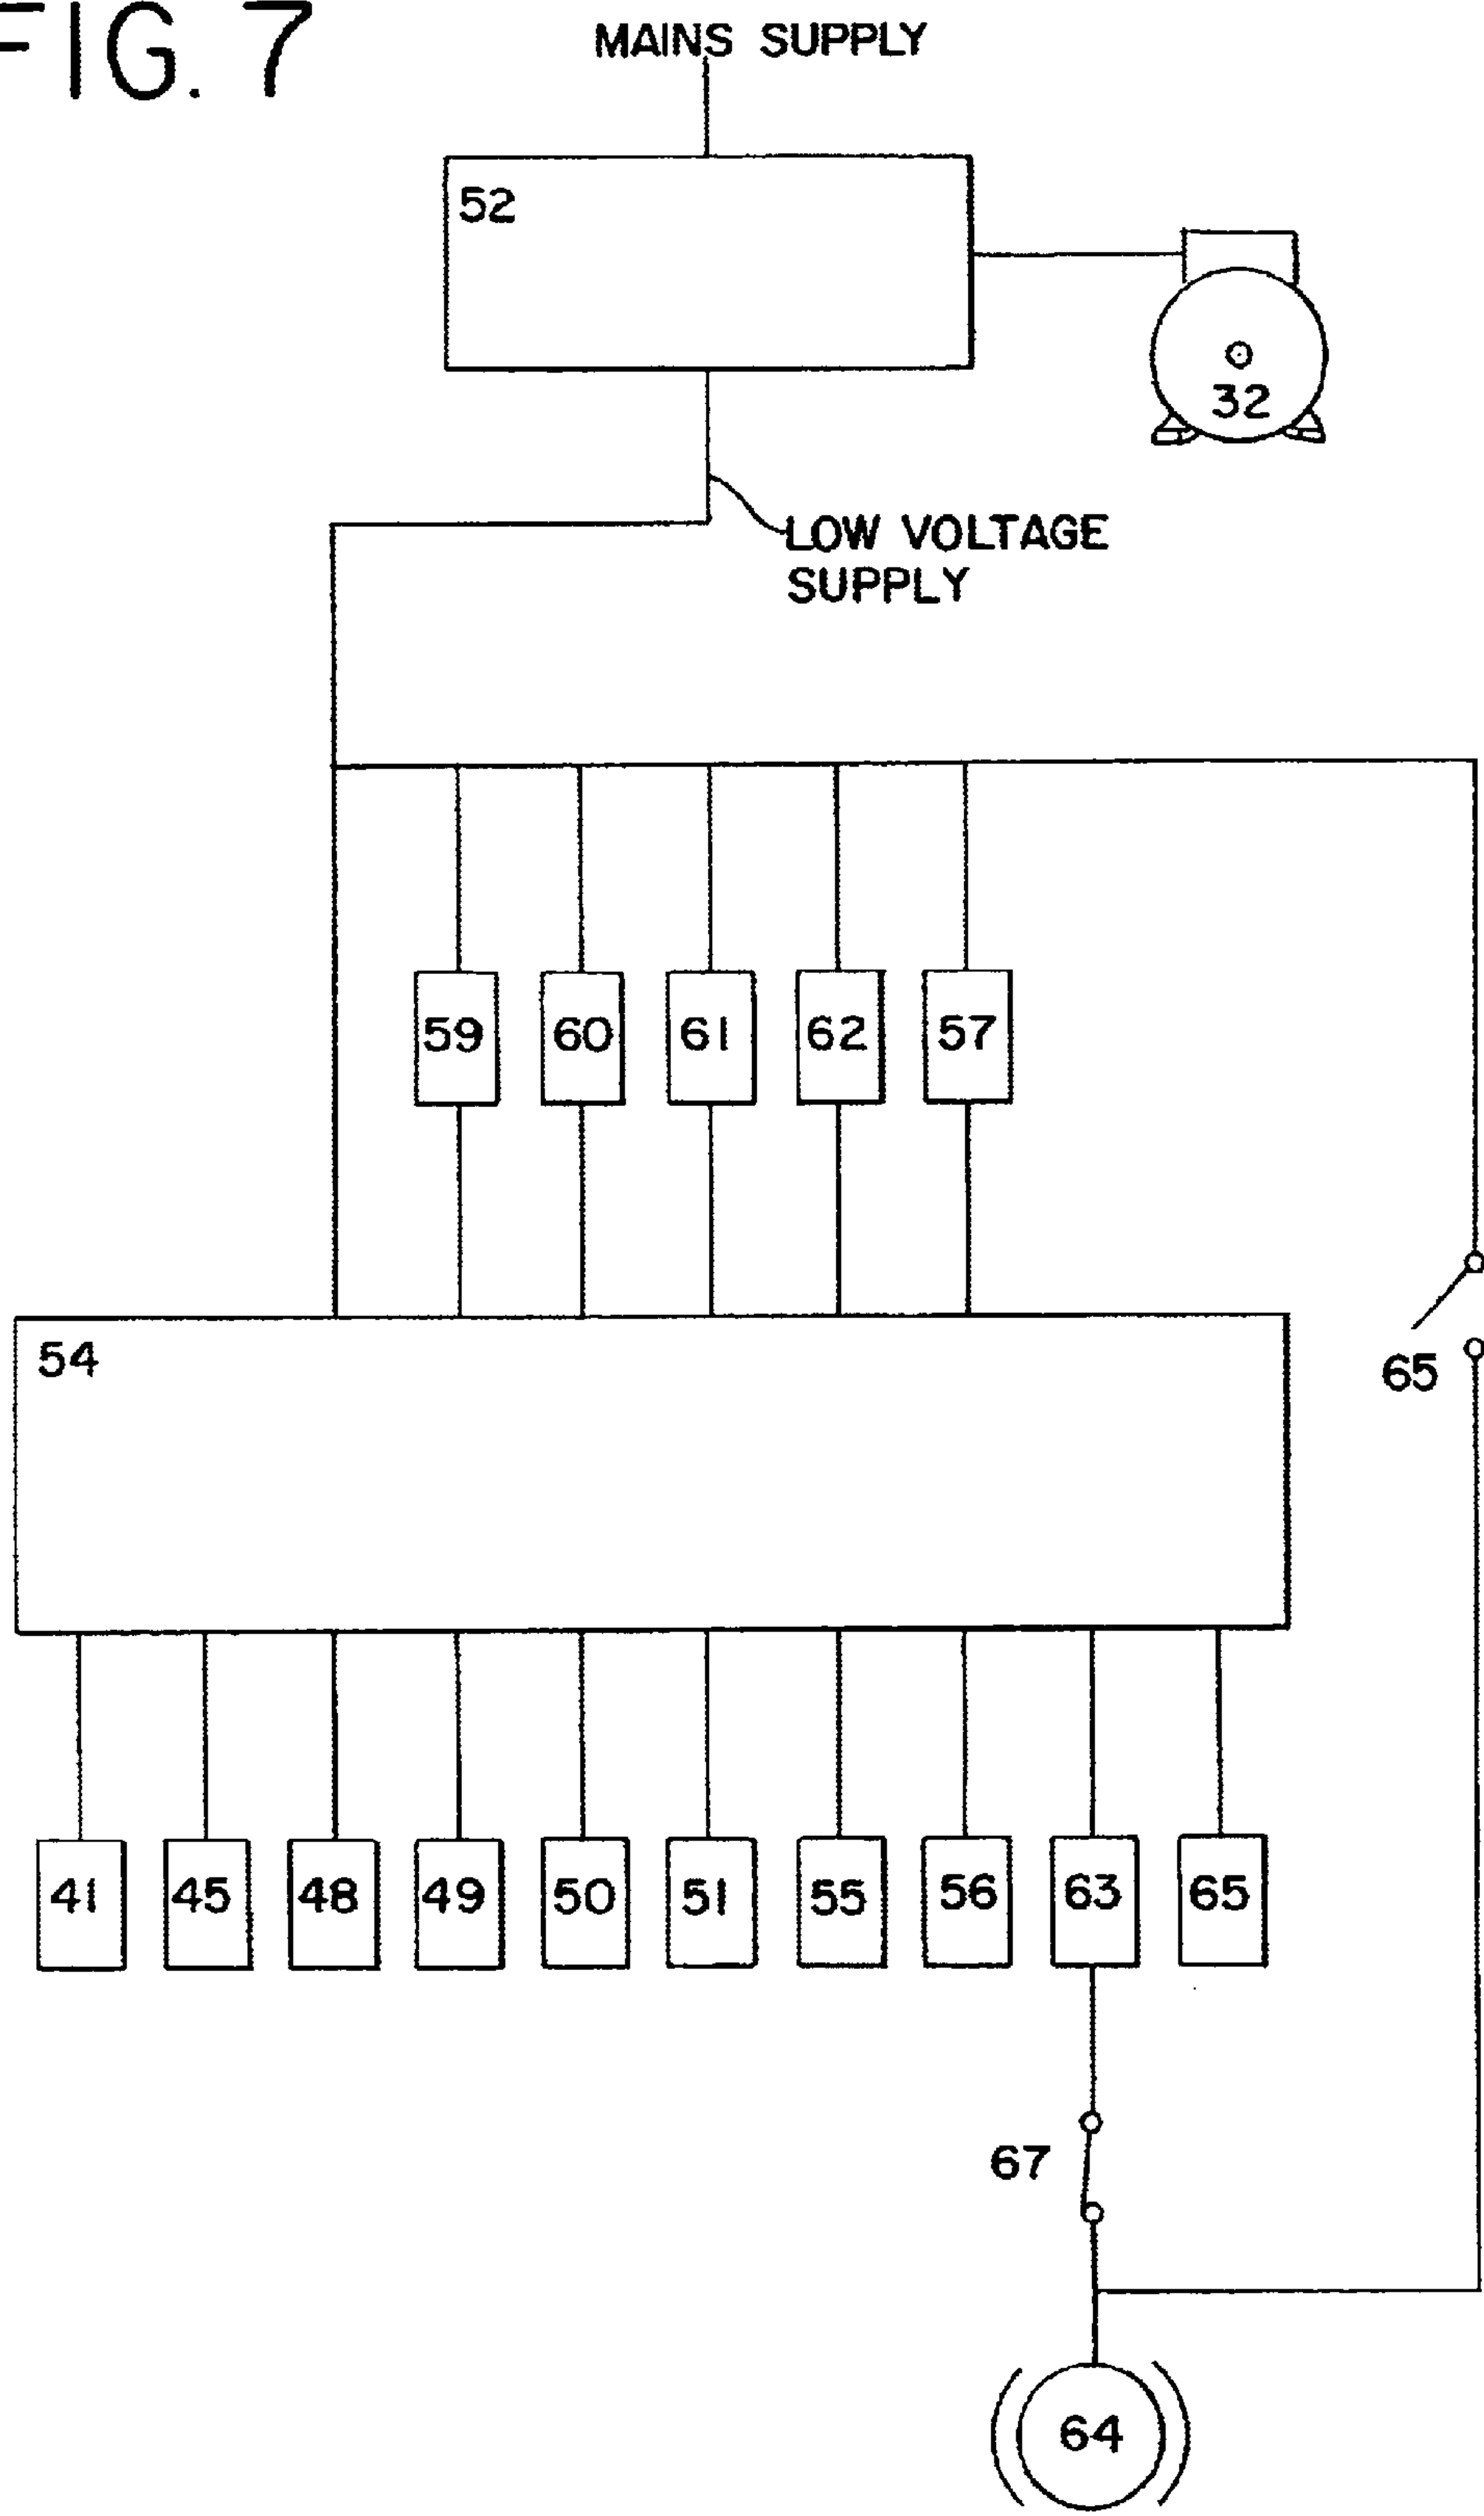 FIG. 7
MAINS SUPPLY
52
32
LOW VOLTAGE
SUPPLY
59 60 61 62 57
54
65
41 45 48 49 50 51 55 56 63 65
67
64